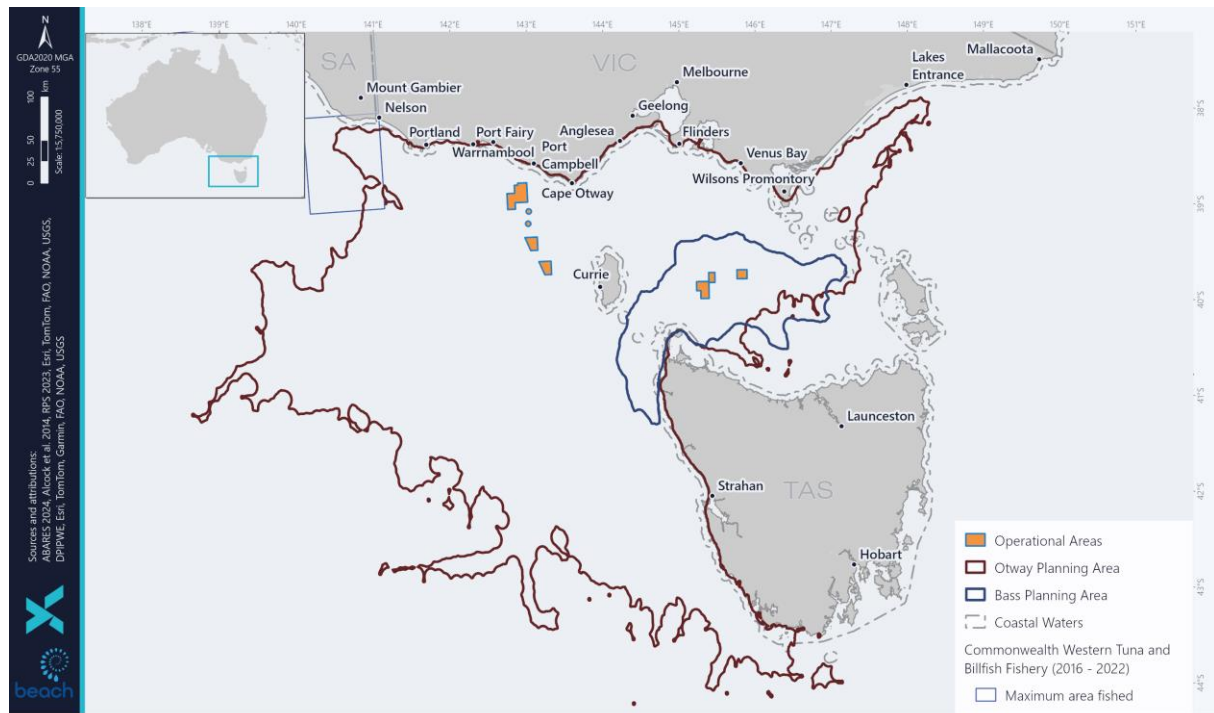 N
GDA2020 MGA
Zone 55
0 25 50 100
km
Scale: 1:5,750,000
Sources and attributions:
ABARES 2024, Alcock et al. 2014, RPS 2023, Esri, TomTom, FAO, NOAA, USGS,
DPIPWE, Esri, TomTom, Garmin, FAO, NOAA, USGS
beach
138°E
139°E
140°E
141°E
142°E
143°E
144°E
145°E
146°E
147°E
148°E
149°E
150°E
151°E
38°S
39°S
40°S
41°S
42°S
43°S
44°S
SA
VIC
TAS
Mallacoota
Lakes
Entrance
Melbourne
Mount Gambier
Nelson
Geelong
Portland
Port Fairy
Anglesea
Flinders
Warrnambool
Port
Campbell
Venus Bay
Cape Otway
Wilsons Promontory
Currie
Launceston
Strahan
Hobart
Operational Areas
Otway Planning Area
Bass Planning Area
Coastal Waters
Commonwealth Western Tuna and
Billfish Fishery (2016 - 2022)
Maximum area fished